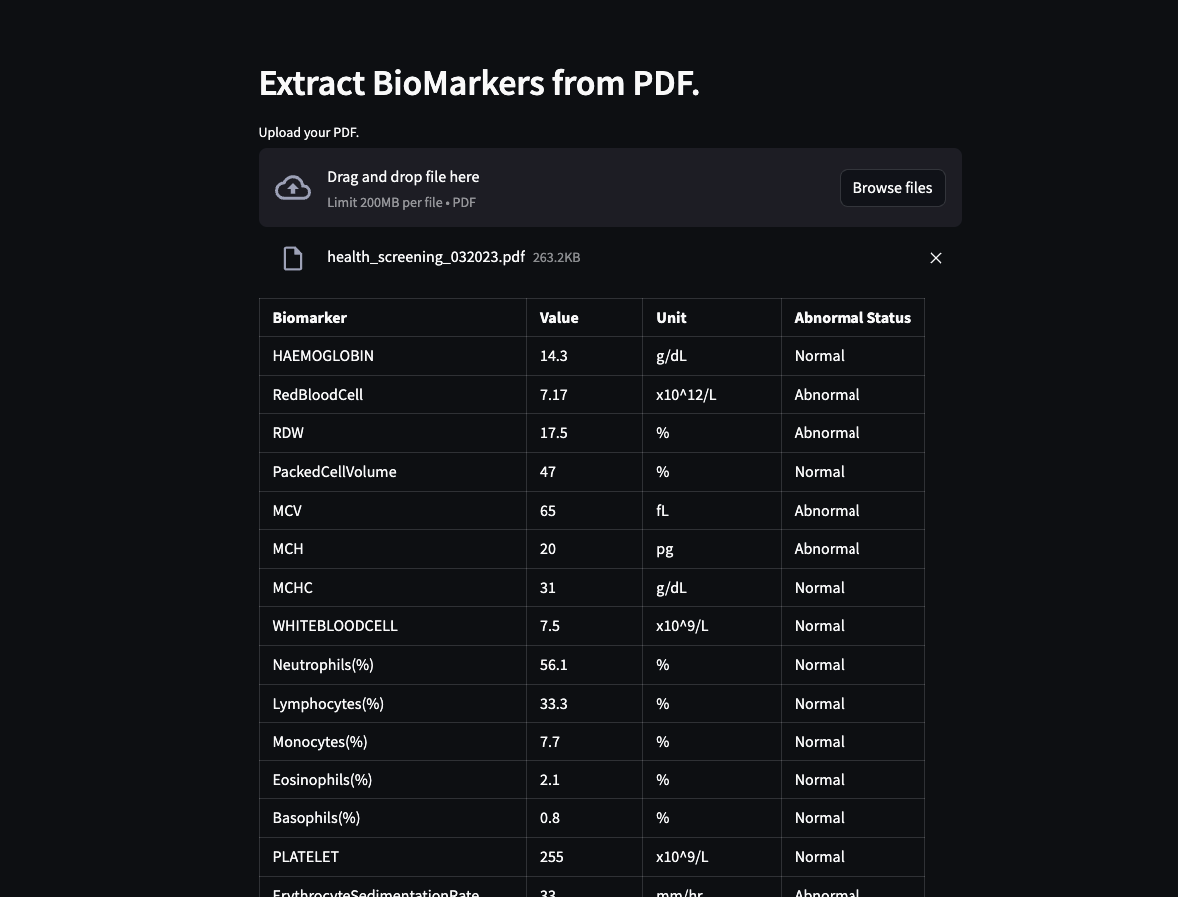 Extract BioMarkers from PDF.
Upload your PDF.
Drag and drop file here
Limit 200MB per file • PDF
Browse files
health_screening_032023.pdf 263.2KB
Biomarker Value Unit Abnormal Status
HAEMOGLOBIN 14.3 g/dL Normal
RedBloodCell 7.17 x10^12/L Abnormal
RDW 17.5 % Abnormal
PackedCellVolume 47 % Normal
MCV 65 fL Abnormal
MCH 20 pg Abnormal
MCHC 31 g/dL Normal
WHITEBLOODCELL 7.5 x10^9/L Normal
Neutrophils(%) 56.1 % Normal
Lymphocytes(%) 33.3 % Normal
Monocytes(%) 7.7 % Normal
Eosinophils(%) 2.1 % Normal
Basophils(%) 0.8 % Normal
PLATELET 255 x10^9/L Normal
ErythrocyteSedimentationRate 33 mm/hr Abnormal